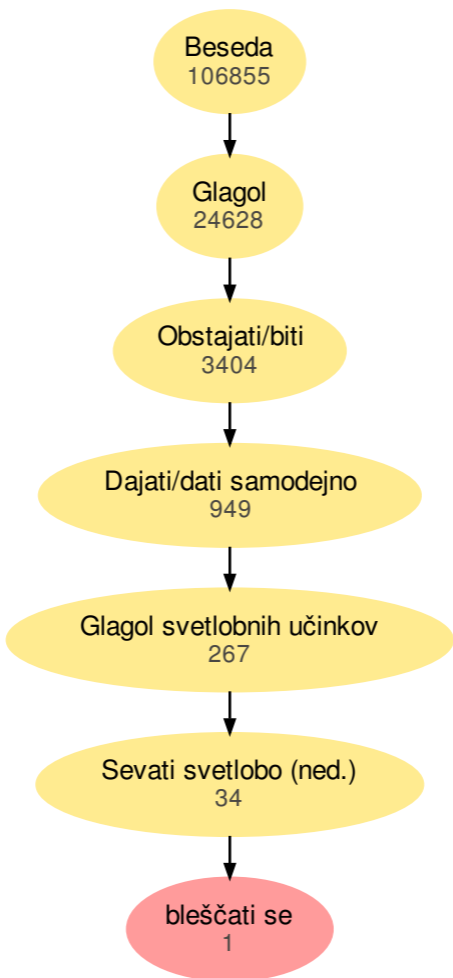 Beseda
106855
Glagol
24628
Obstajati/biti
3404
Dajati/dati samodejno
949
Glagol svetlobnih učinkov
267
Sevati svetlobo (ned.)
34
bleščati se
1